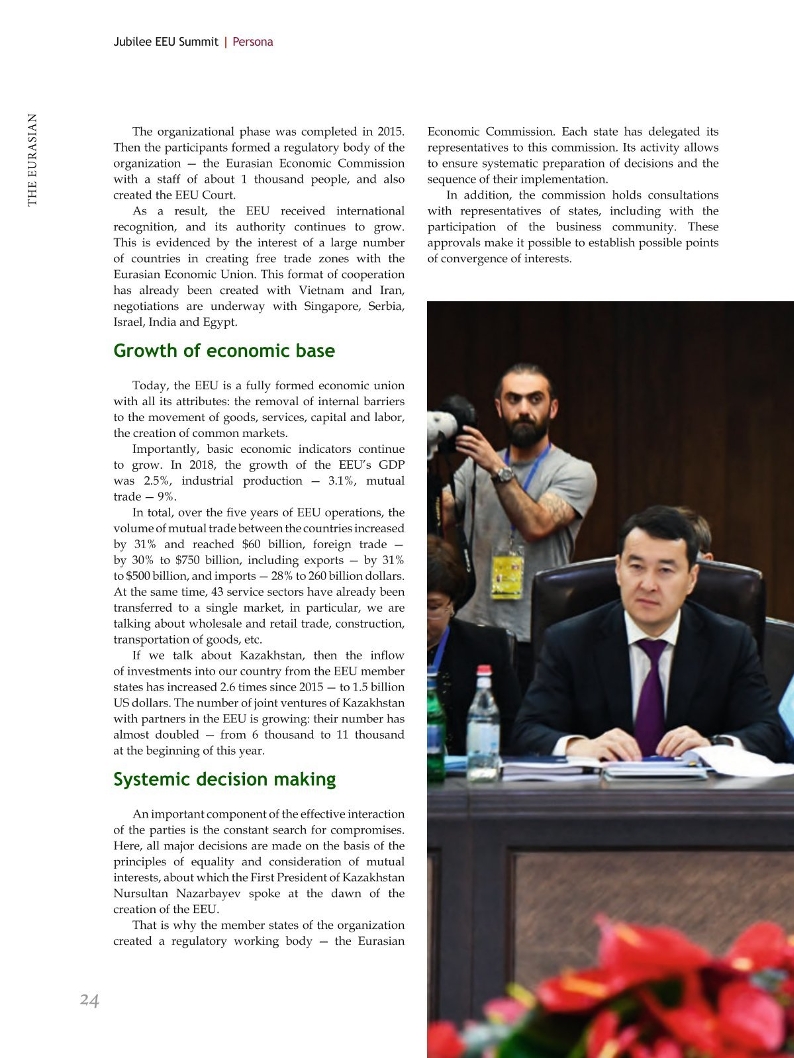 Jubilee EEU Summit | Persona
THE EURASIAN
The organizational phase was completed in 2015.
Then the participants formed a regulatory body of the
organization — the Eurasian Economic Commission
with a staff of about 1 thousand people, and also
created the EEU Court.
As a result, the EEU received international
recognition, and its authority continues to grow.
This is evidenced by the interest of a large number
of countries in creating free trade zones with the
Eurasian Economic Union. This format of cooperation
has already been created with Vietnam and Iran,
negotiations are underway with Singapore, Serbia,
Israel, India and Egypt.
Growth of economic base
Today, the EEU is a fully formed economic union
with all its attributes: the removal of internal barriers
to the movement of goods, services, capital and labor,
the creation of common markets.
Importantly, basic economic indicators continue
to grow. In 2018, the growth of the EEU's GDP
was 2.5%, industrial production — 3.1%, mutual
trade — 9%.
In total, over the five years of EEU operations, the
volume of mutual trade between the countries increased
by 31% and reached $60 billion, foreign trade —
by 30% to $750 billion, including exports — by 31%
to $500 billion, and imports — 28% to 260 billion dollars.
At the same time, 43 service sectors have already been
transferred to a single market, in particular, we are
talking about wholesale and retail trade, construction,
transportation of goods, etc.
If we talk about Kazakhstan, then the inflow
of investments into our country from the EEU member
states has increased 2.6 times since 2015 — to 1.5 billion
US dollars. The number of joint ventures of Kazakhstan
with partners in the EEU is growing: their number has
almost doubled — from 6 thousand to 11 thousand
at the beginning of this year.
Systemic decision making
An important component of the effective interaction
of the parties is the constant search for compromises.
Here, all major decisions are made on the basis of the
principles of equality and consideration of mutual
interests, about which the First President of Kazakhstan
Nursultan Nazarbayev spoke at the dawn of the
creation of the EEU.
That is why the member states of the organization
created a regulatory working body — the Eurasian
Economic Commission. Each state has delegated its
representatives to this commission. Its activity allows
to ensure systematic preparation of decisions and the
sequence of their implementation.
In addition, the commission holds consultations
with representatives of states, including with the
participation of the business community. These
approvals make it possible to establish possible points
of convergence of interests.
24